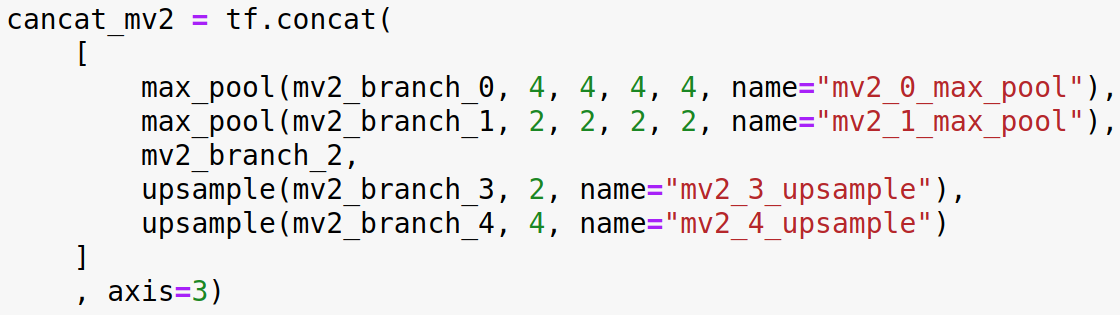 cancat_mv2 = tf.concat(
[
max_pool(mv2_branch_0, 4, 4, 4, 4, name="mv2_0_max_pool"),
max_pool(mv2_branch_1, 2, 2, 2, 2, name="mv2_1_max_pool"),
mv2_branch_2,
upsample(mv2_branch_3, 2, name="mv2_3_upsample"),
upsample(mv2_branch_4, 4, name="mv2_4_upsample")
]
, axis=3)